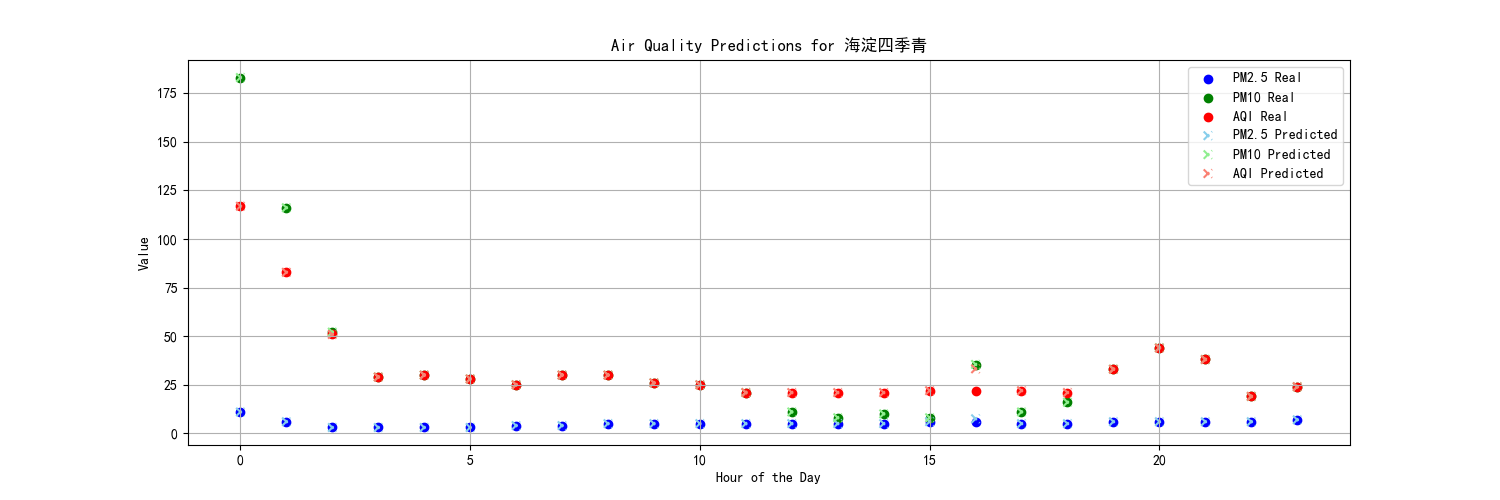 Air Quality Predictions for 海淀四季青
PM2.5 Real
PM10 Real
AQI Real
PM2.5 Predicted
PM10 Predicted
AQI Predicted
Value
175
150
125
100
75
50
25
0
0 5 10 15 20
Hour of the Day